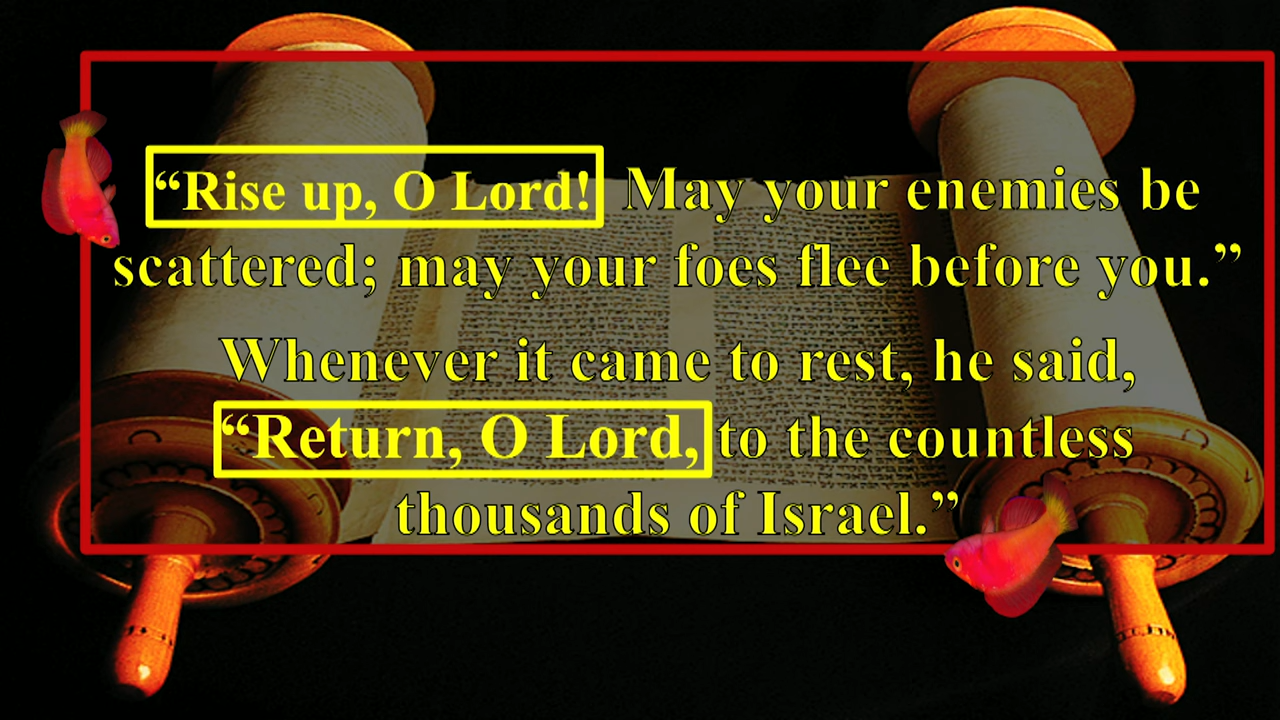 “Rise up, O Lord! May your enemies be
scattered; may your foes flee before you.”
Whenever it came to rest, he said,
“Return, O Lord, to the countless
thousands of Israel.”